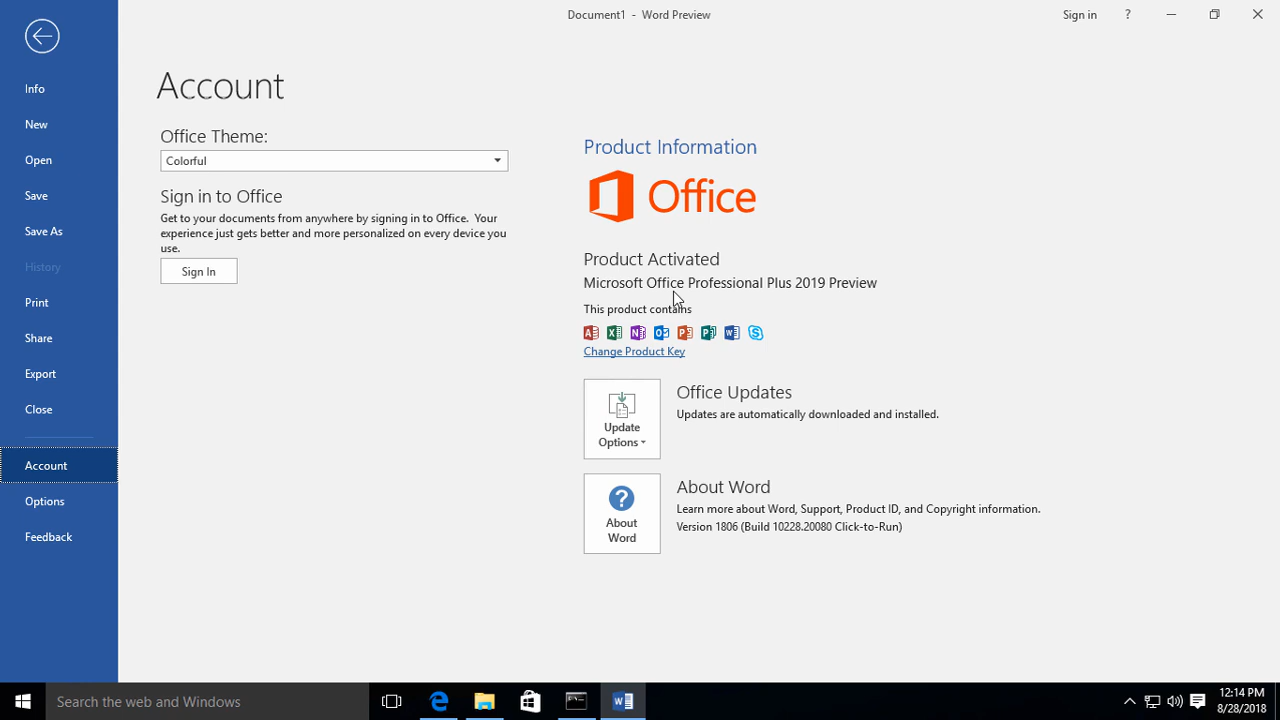 Document1 - Word Preview
Sign in
?
Info
New
Open
Save
Save As
History
Print
Share
Export
Close
Account
Options
Feedback
Account
Office Theme:
Colorful
Sign in to Office
Get to your documents from anywhere by signing in to Office. Your
experience just gets better and more personalized on every device you
use.
Sign In
Product Information
Office
Product Activated
Microsoft Office Professional Plus 2019 Preview
This product contains
Change Product Key
Update
Options
Office Updates
Updates are automatically downloaded and installed.
About
Word
About Word
Learn more about Word, Support, Product ID, and Copyright information.
Version 1806 (Build 10228.20080 Click-to-Run)
Search the web and Windows
12:14 PM
8/28/2018